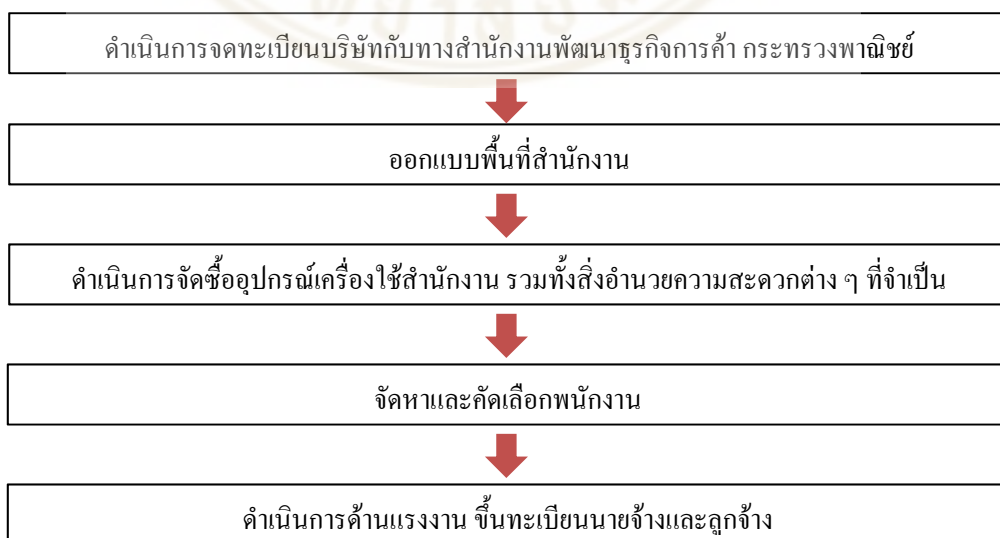 ดำเนินการจดทะเบียนบริษัทกับทางสำนักงานพัฒนาธุรกิจการค้า กระทรวงพาณิชย์
ออกแบบพื้นที่สำนักงาน
ดำเนินการจัดซื้ออุปกรณ์เครื่องใช้สำนักงาน รวมทั้งสิ่งอำนวยความสะดวกต่าง ๆ ที่จำเป็น
จัดหาและคัดเลือกพนักงาน
ดำเนินการด้านแรงงาน ขึ้นทะเบียนนายจ้างและลูกจ้าง